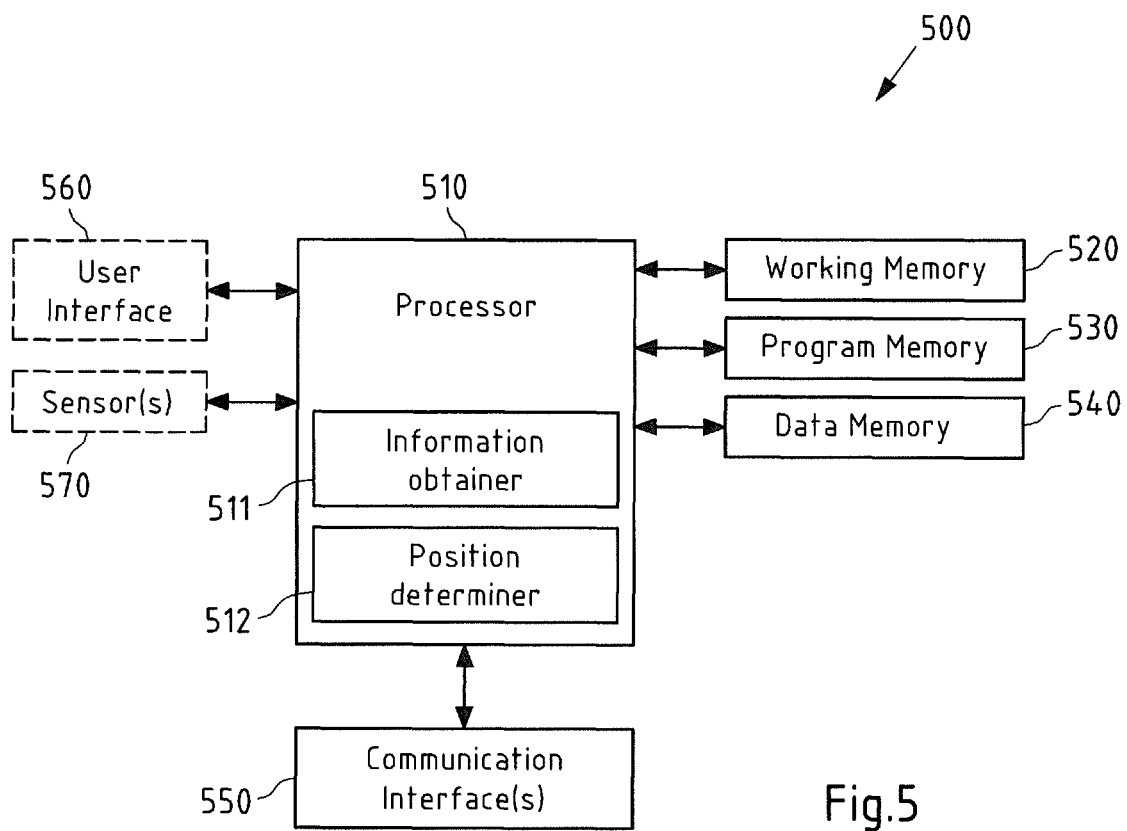 500
560
510
User
Interface
Processor
Working Memory
520
Program Memory
530
Sensor(s)
570
Data Memory
540
Information
obtainer
511
Position
determiner
512
Communication
Interface(s)
550
Fig.5